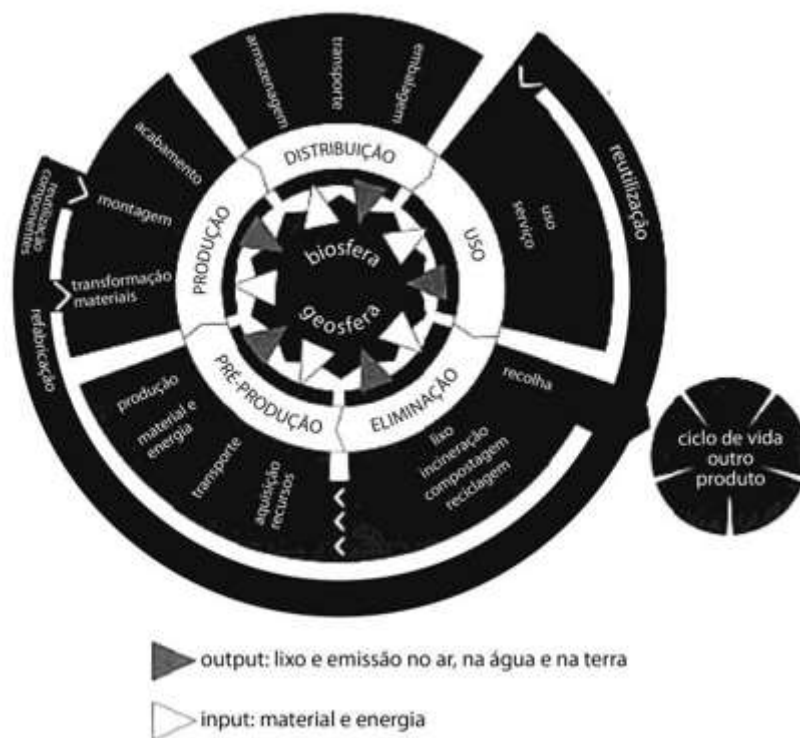 armazenagem
transporte
embalagem
DISTRIBUIÇÃO
acabamento
montagem
transformação
materiais
PRODUÇÃO
reutilização
componentes
refabricação
biosfera
geosfera
USO
uso
serviço
reutilização
PRÉ-PRODUÇÃO
produção
material e
energia
transporte
aquisição
recursos
ELIMINAÇÃO
recolha
lixo
incineração
compostagem
reciclagem
ciclo de vida
outro
produto
output: lixo e emissão no ar, na água e na terra
input: material e energia